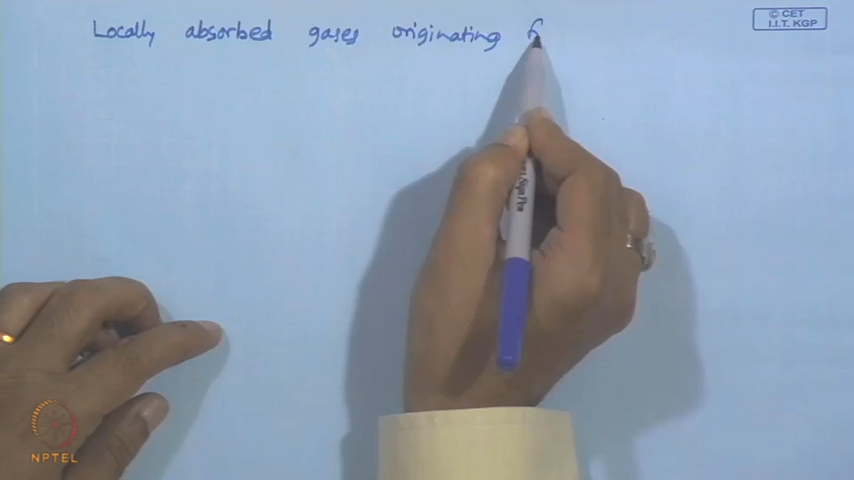 Locally absorbed gases originating
© CET
I.I.T. KGP
NPTEL